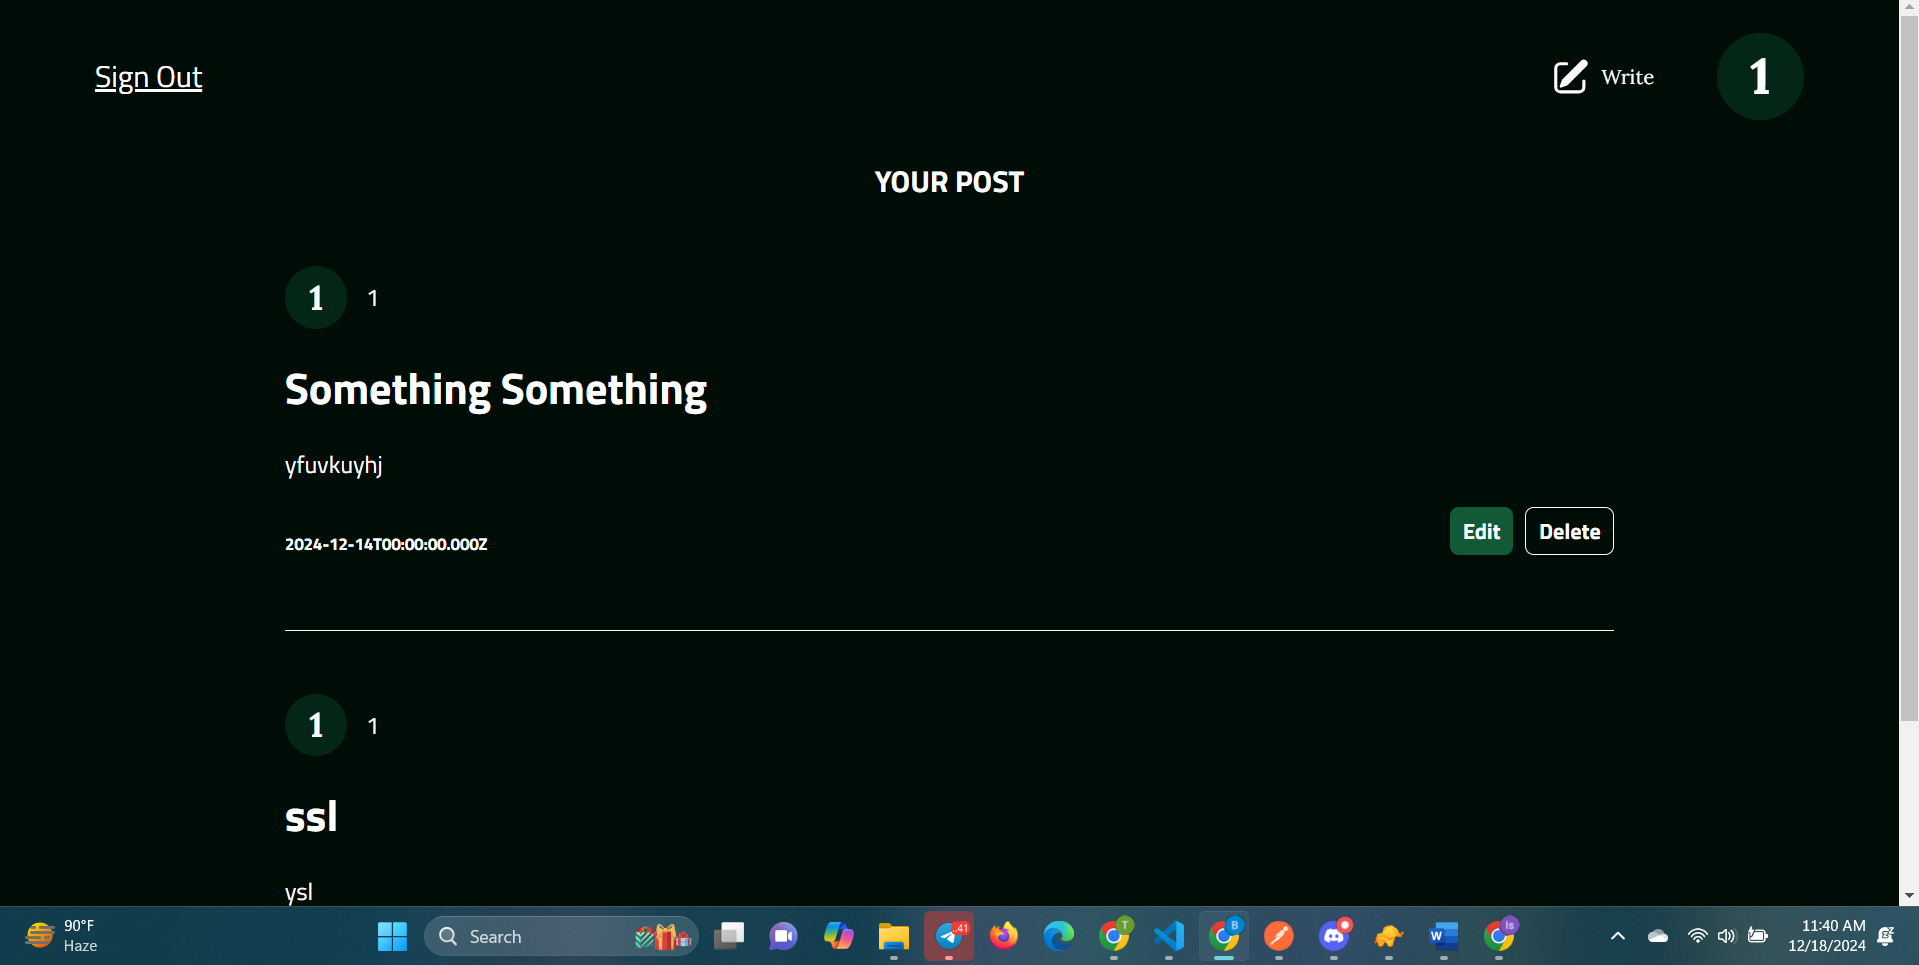 Sign Out
Write
1
YOUR POST
1 1
Something Something
yfuvkuyhj
2024-12-14T00:00:00.000Z
Edit Delete
1 1
ssl
ysl
90°F
Haze
Search
41
T
B
W
Is
11:40 AM
12/18/2024